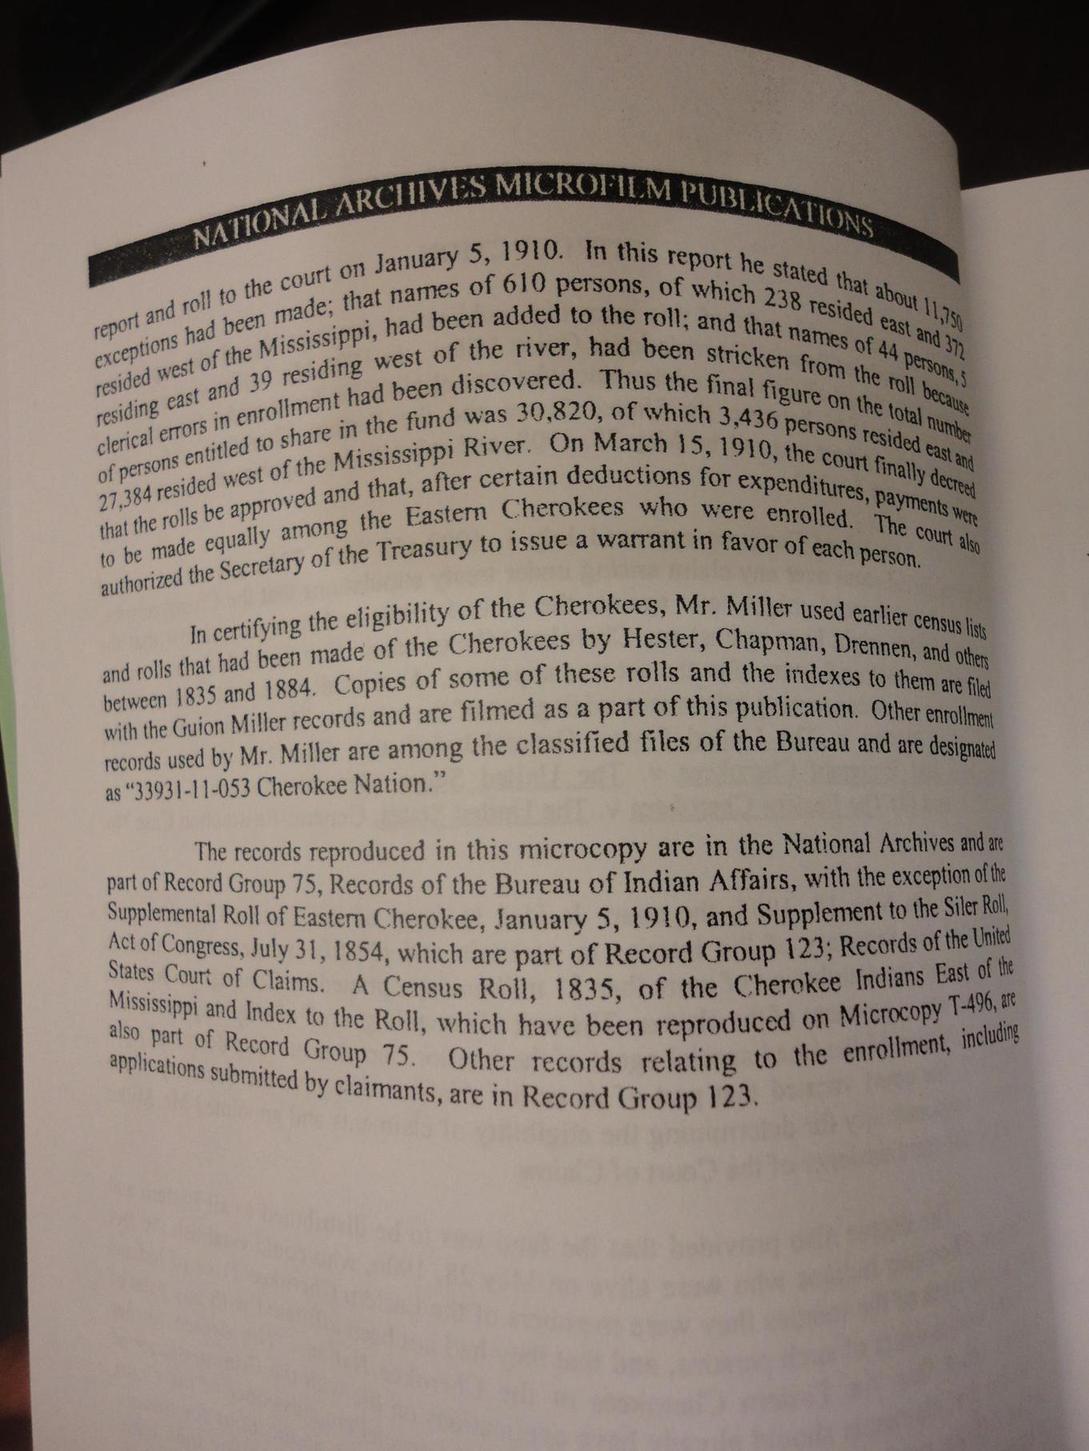 NATIONAL ARCHIVES MICROFILM PUBLICATIONS
report and roll to the court on January 5, 1910. In this report he stated that about 11,750
exceptions had been made; that names of 610 persons, of which 238 resided east and 372
resided west of the Mississippi, had been added to the roll; and that names of 44 persons, 5
residing east and 39 residing west of the river, had been stricken from the roll because
clerical errors in enrollment had been discovered. Thus the final figure on the total number
of persons entitled to share in the fund was 30,820, of which 3,436 persons resided east and
27,384 resided west of the Mississippi River. On March 15, 1910, the court finally decreed
that the rolls be approved and that, after certain deductions for expenditures, payments were
to be made equally among the Eastern Cherokees who were enrolled. The court also
authorized the Secretary of the Treasury to issue a warrant in favor of each person.
In certifying the eligibility of the Cherokees, Mr. Miller used earlier census lists
and rolls that had been made of the Cherokees by Hester, Chapman, Drennen, and others
between 1835 and 1884. Copies of some of these rolls and the indexes to them are filed
with the Guion Miller records and are filmed as a part of this publication. Other enrollment
records used by Mr. Miller are among the classified files of the Bureau and are designated
as “33931-11-053 Cherokee Nation.”
The records reproduced in this microcopy are in the National Archives and are
part of Record Group 75, Records of the Bureau of Indian Affairs, with the exception of the
Supplemental Roll of Eastern Cherokee, January 5, 1910, and Supplement to the Siler Roll,
Act of Congress, July 31, 1854, which are part of Record Group 123; Records of the United
States Court of Claims. A Census Roll, 1835, of the Cherokee Indians East of the
Mississippi and Index to the Roll, which have been reproduced on Microcopy T-496, are
also part of Record Group 75. Other records relating to the enrollment, including
applications submitted by claimants, are in Record Group 123.